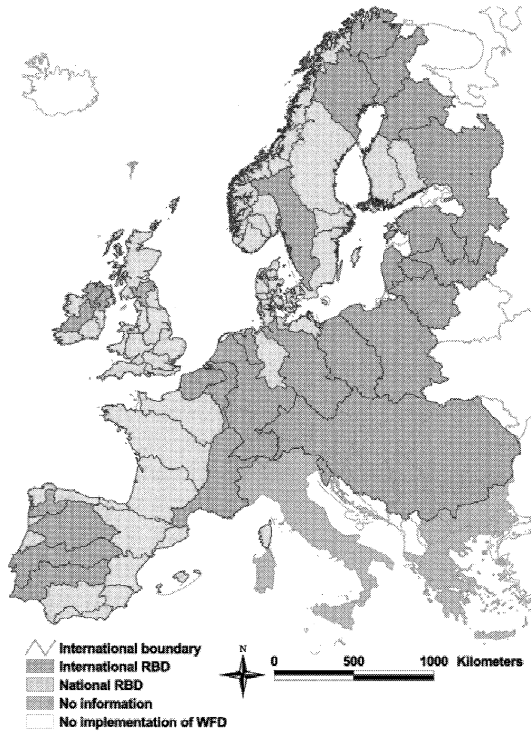 International boundary
International RBD
National RBD
No information
No implementation of WFD
N
0 500 1000 Kilometers